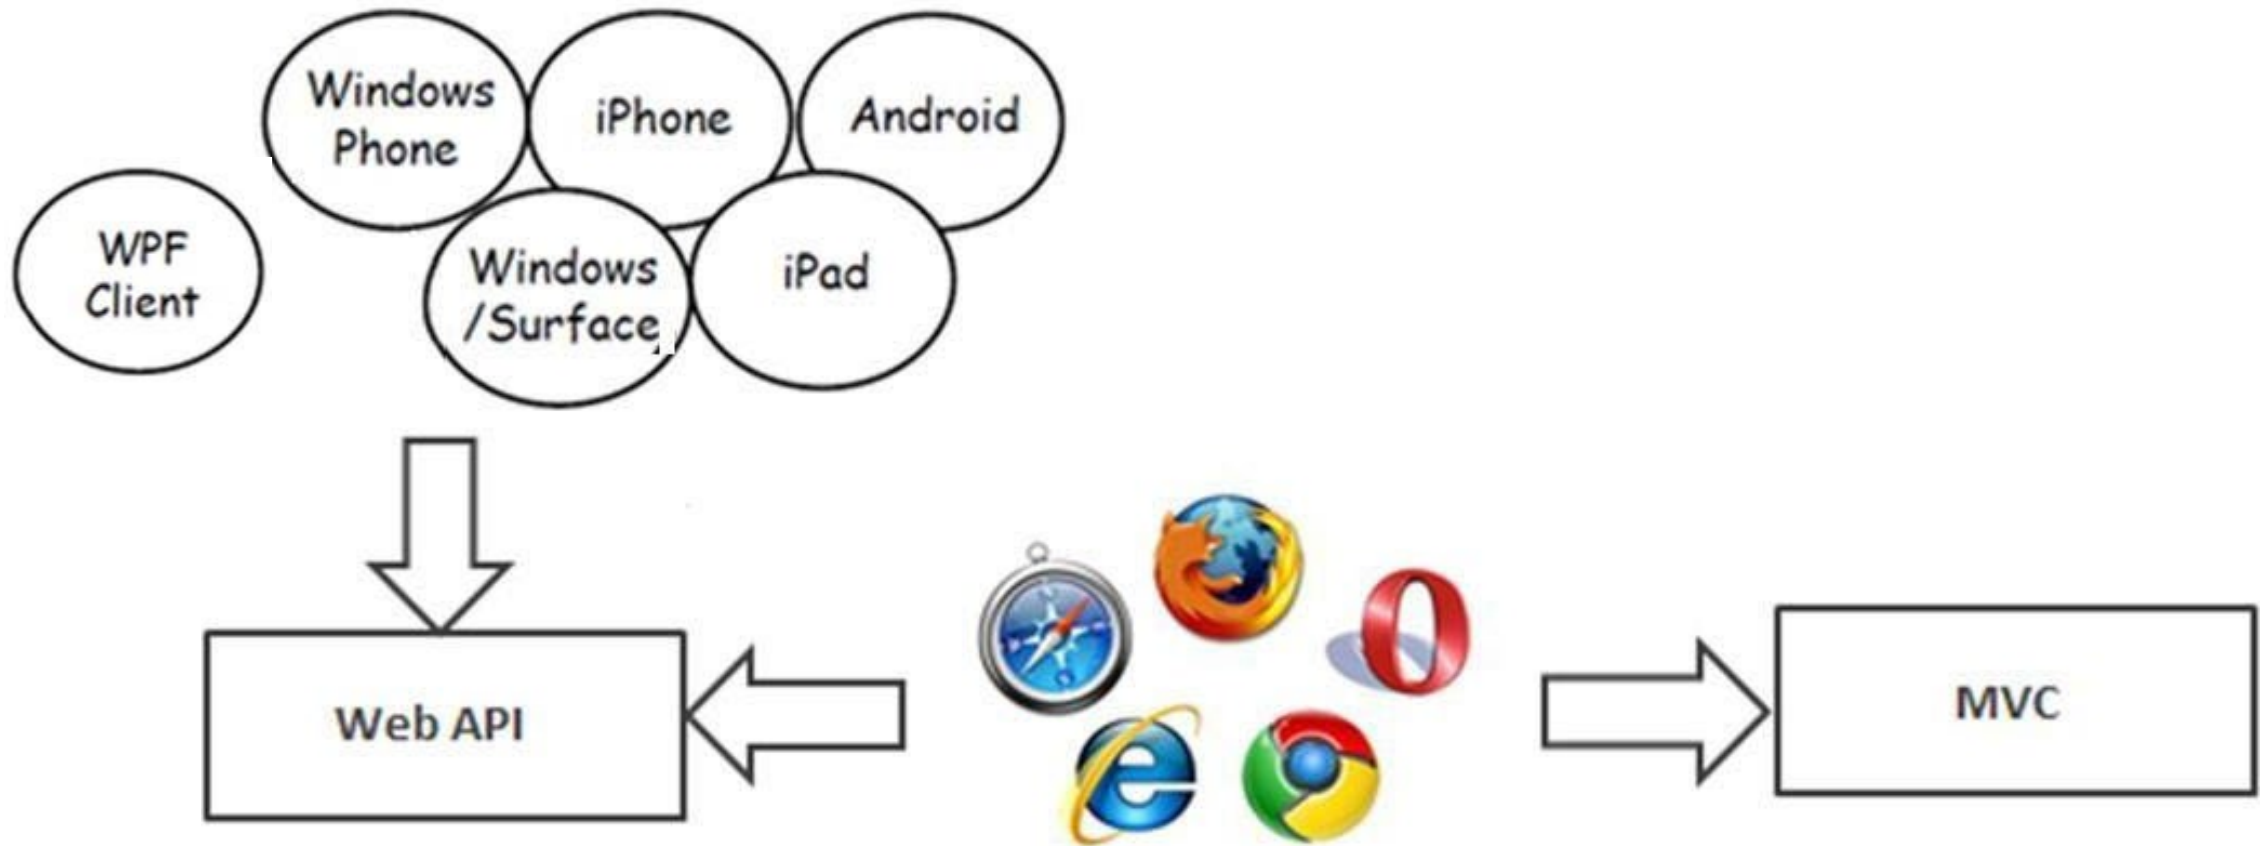 Windows
Phone
iPhone
Android
WPF
Client
Windows
/Surface
iPad
Web API
MVC